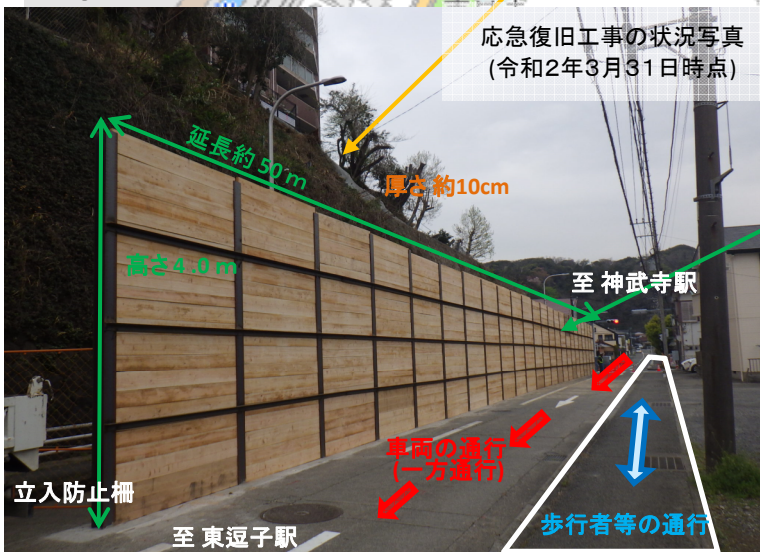 応急復旧工事の状況写真
(令和2年3月31日時点)
延長約50m
厚さ 約10cm
高さ4.0m
至 神武寺駅
車両の通行
(一方通行)
立入防止柵
歩行者等の通行
至 東逗子駅